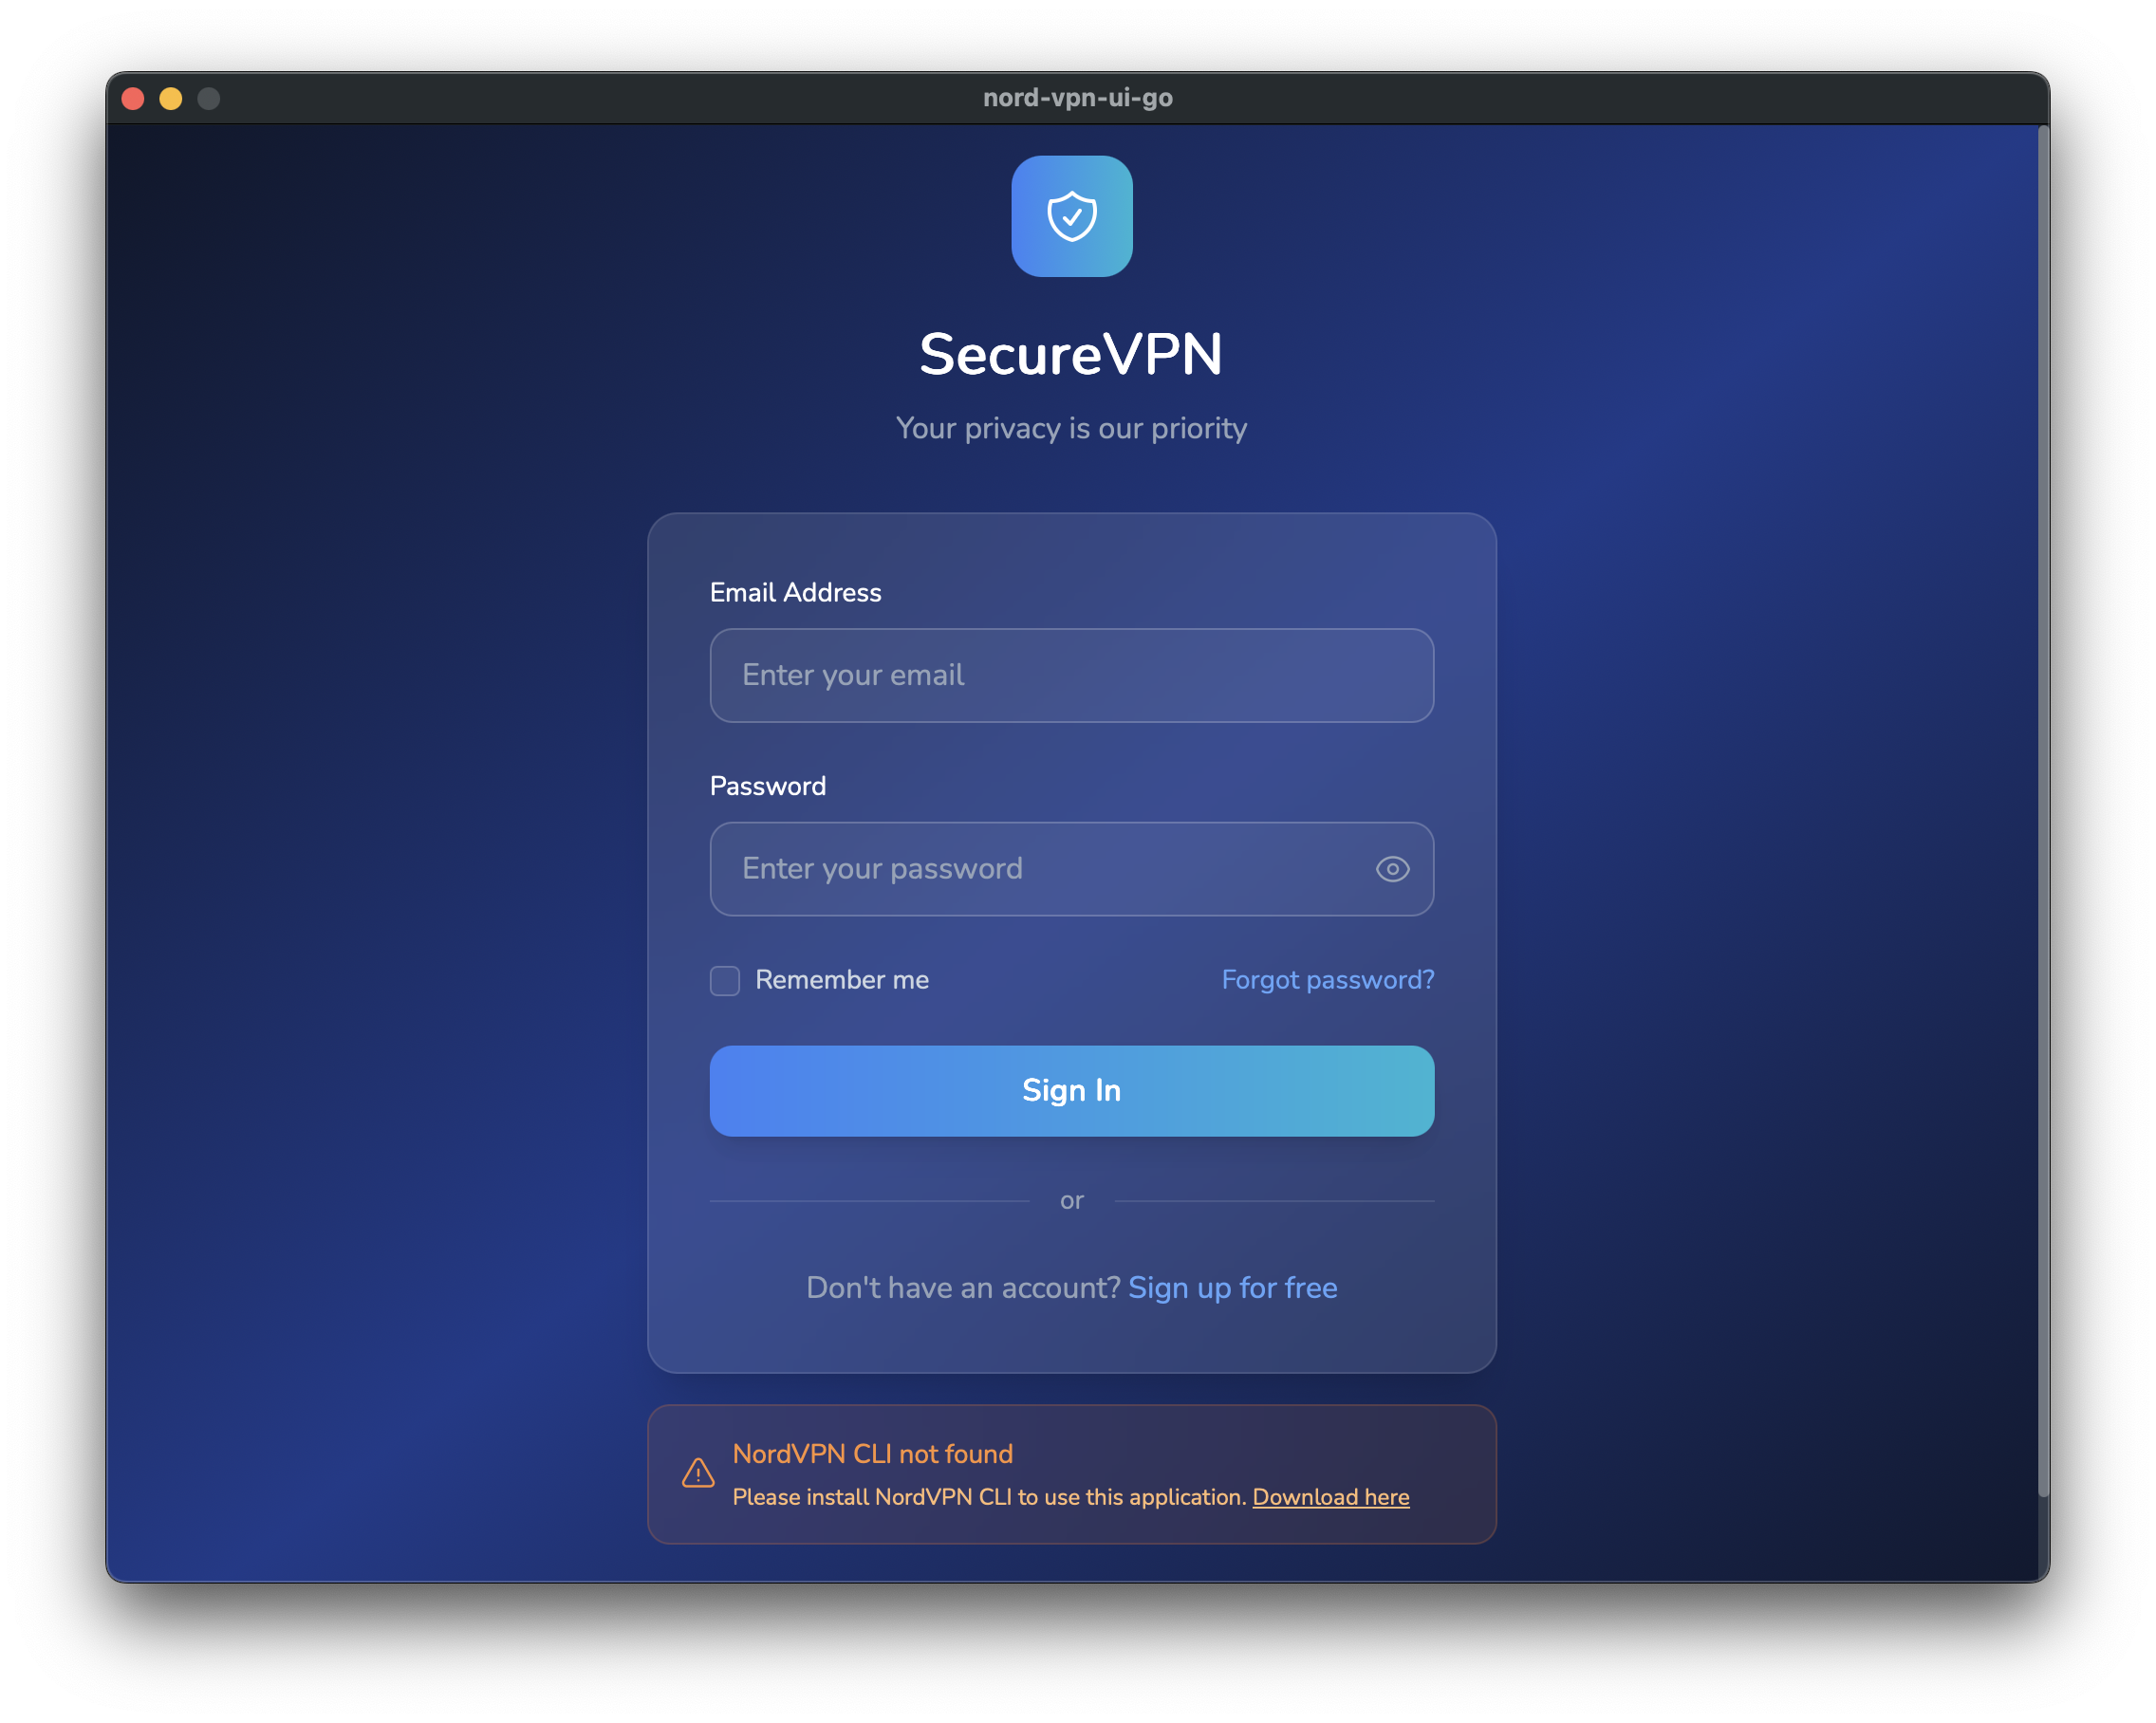 nord-vpn-ui-go
SecureVPN
Your privacy is our priority
Email Address
Enter your email
Password
Enter your password
Remember me
Forgot password?
Sign In
or
Don't have an account? Sign up for free
NordVPN CLI not found
Please install NordVPN CLI to use this application. Download here